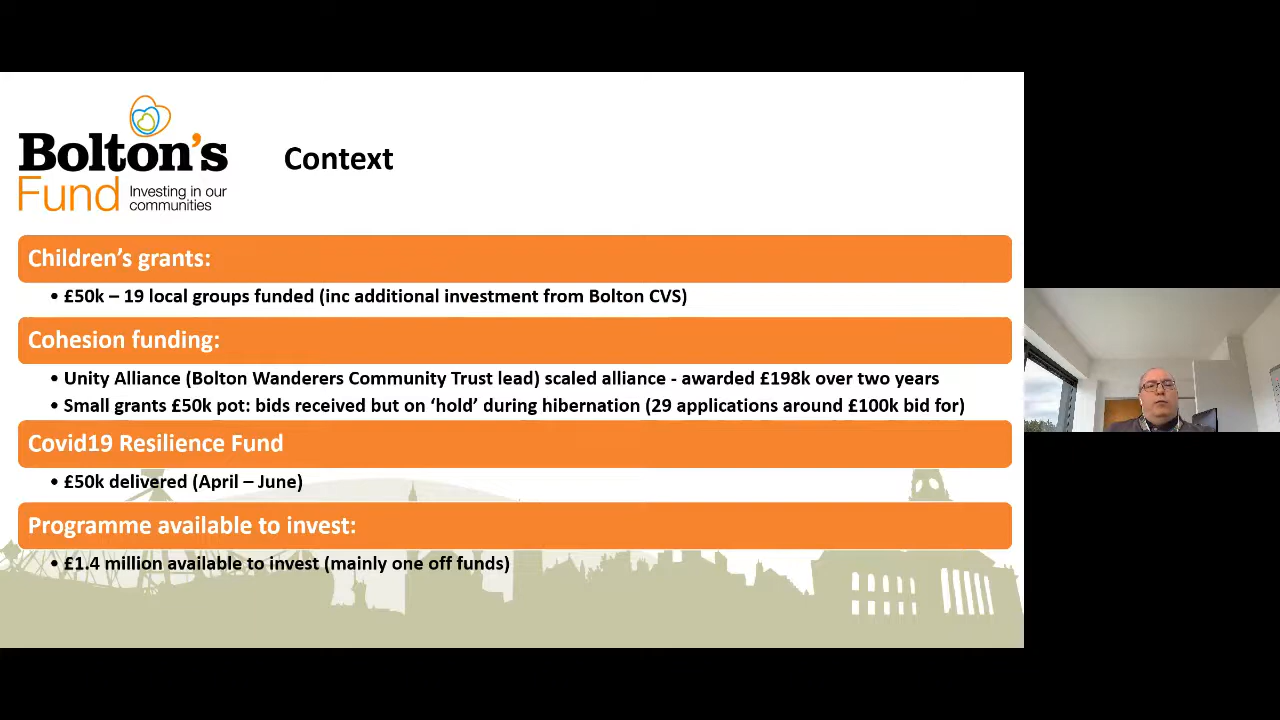 Bolton's
Fund
Investing in our
communities
Context
Children's grants:
• £50k – 19 local groups funded (inc additional investment from Bolton CVS)
Cohesion funding:
• Unity Alliance (Bolton Wanderers Community Trust lead) scaled alliance - awarded £198k over two years
• Small grants £50k pot: bids received but on 'hold' during hibernation (29 applications around £100k bid for)
Covid19 Resilience Fund
• £50k delivered (April – June)
Programme available to invest:
• £1.4 million available to invest (mainly one off funds)